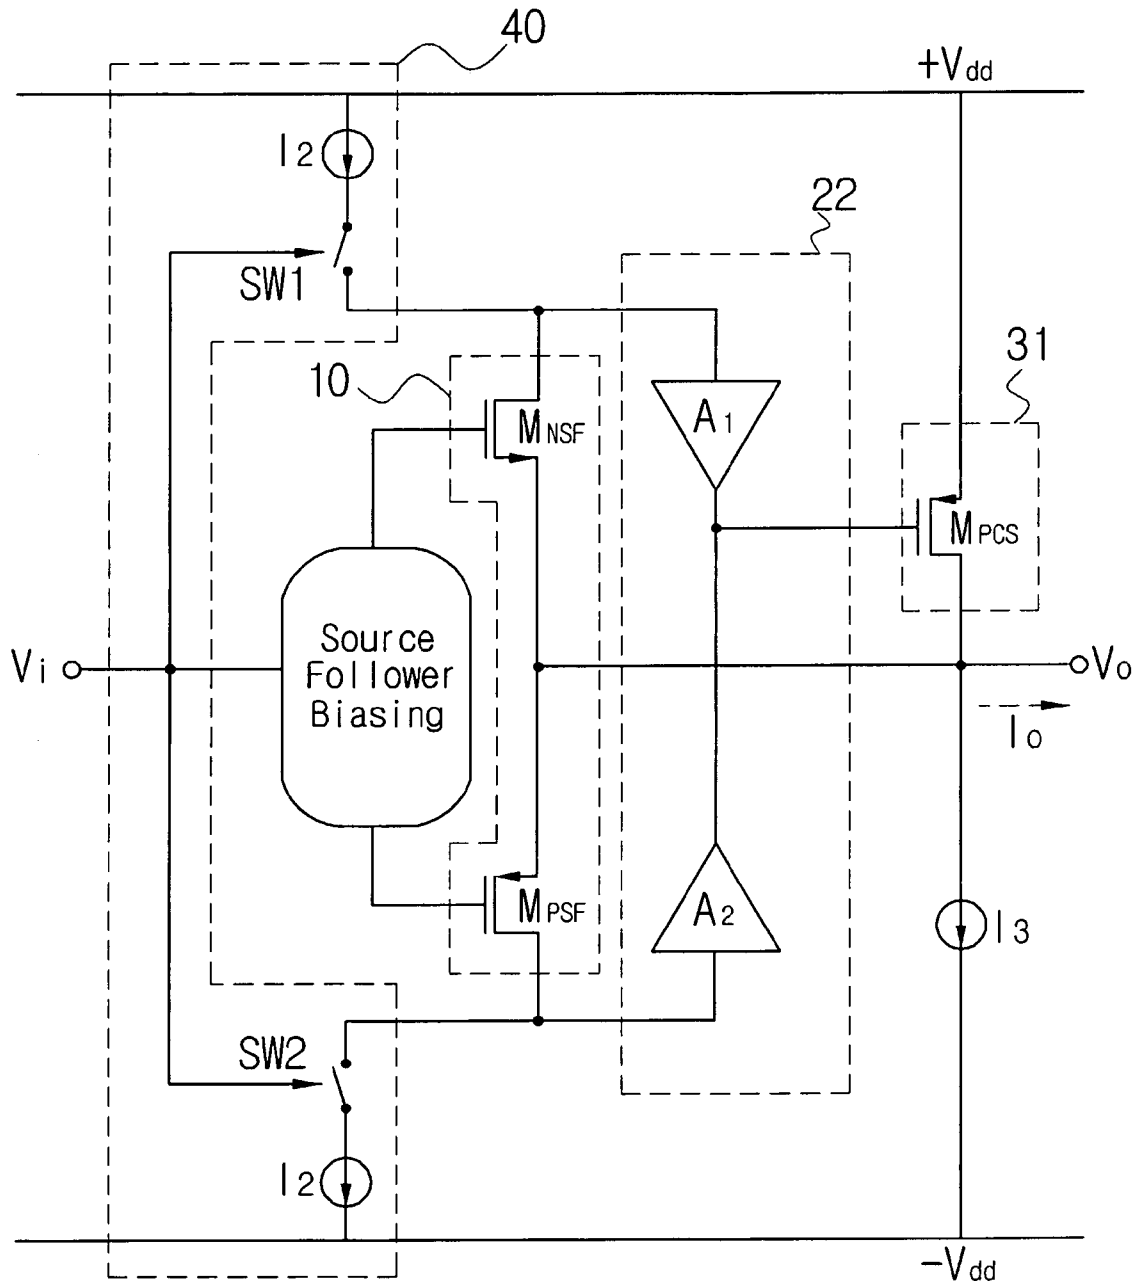 40
+Vdd
I2
22
SW1
31
10
MNSF
A1
MPCS
Source
Follower
Biasing
Vi
Vo
Io
MPSF
A2
I3
SW2
I2
-Vdd